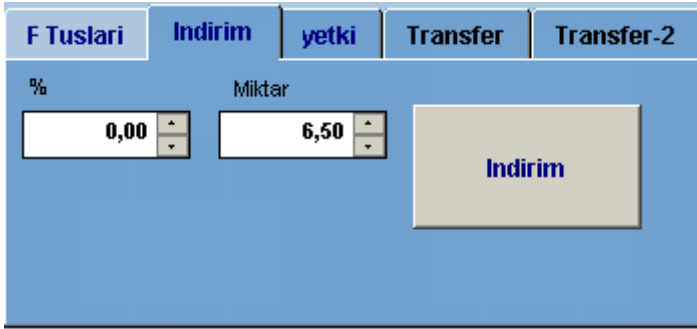 F Tuslari Indirim yetki Transfer Transfer-2
% Miktar
0,00 6,50
Indirim